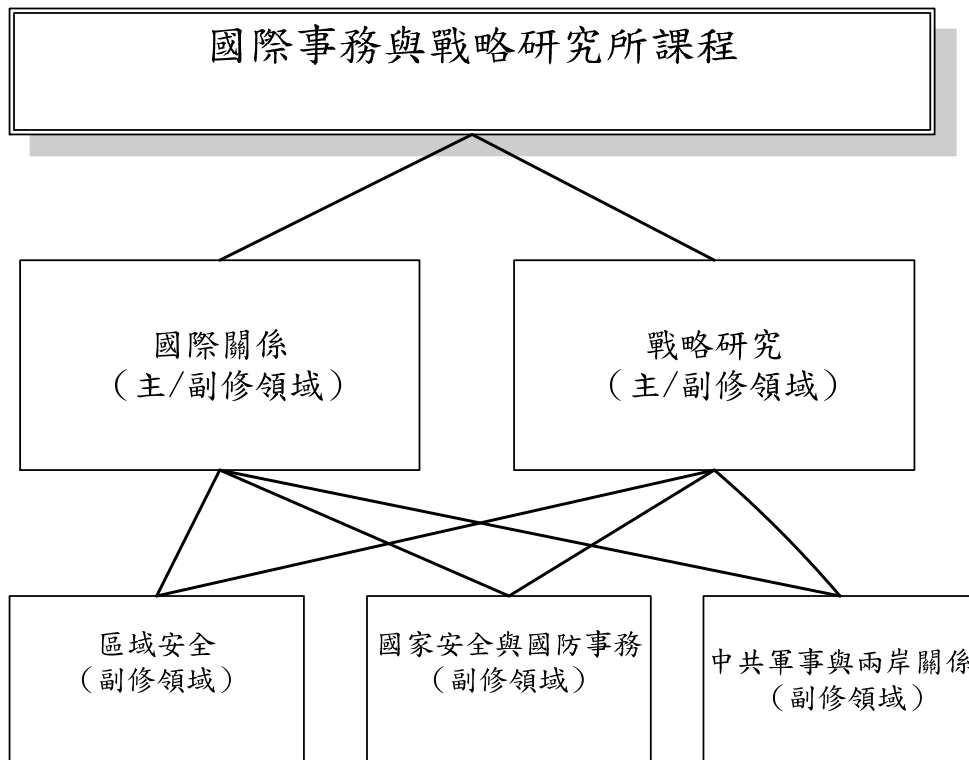 國際事務與戰略研究所課程
國際關係
（主/副修領域）
戰略研究
（主/副修領域）
區域安全
（副修領域）
國家安全與國防事務
（副修領域）
中共軍事與兩岸關係
（副修領域）